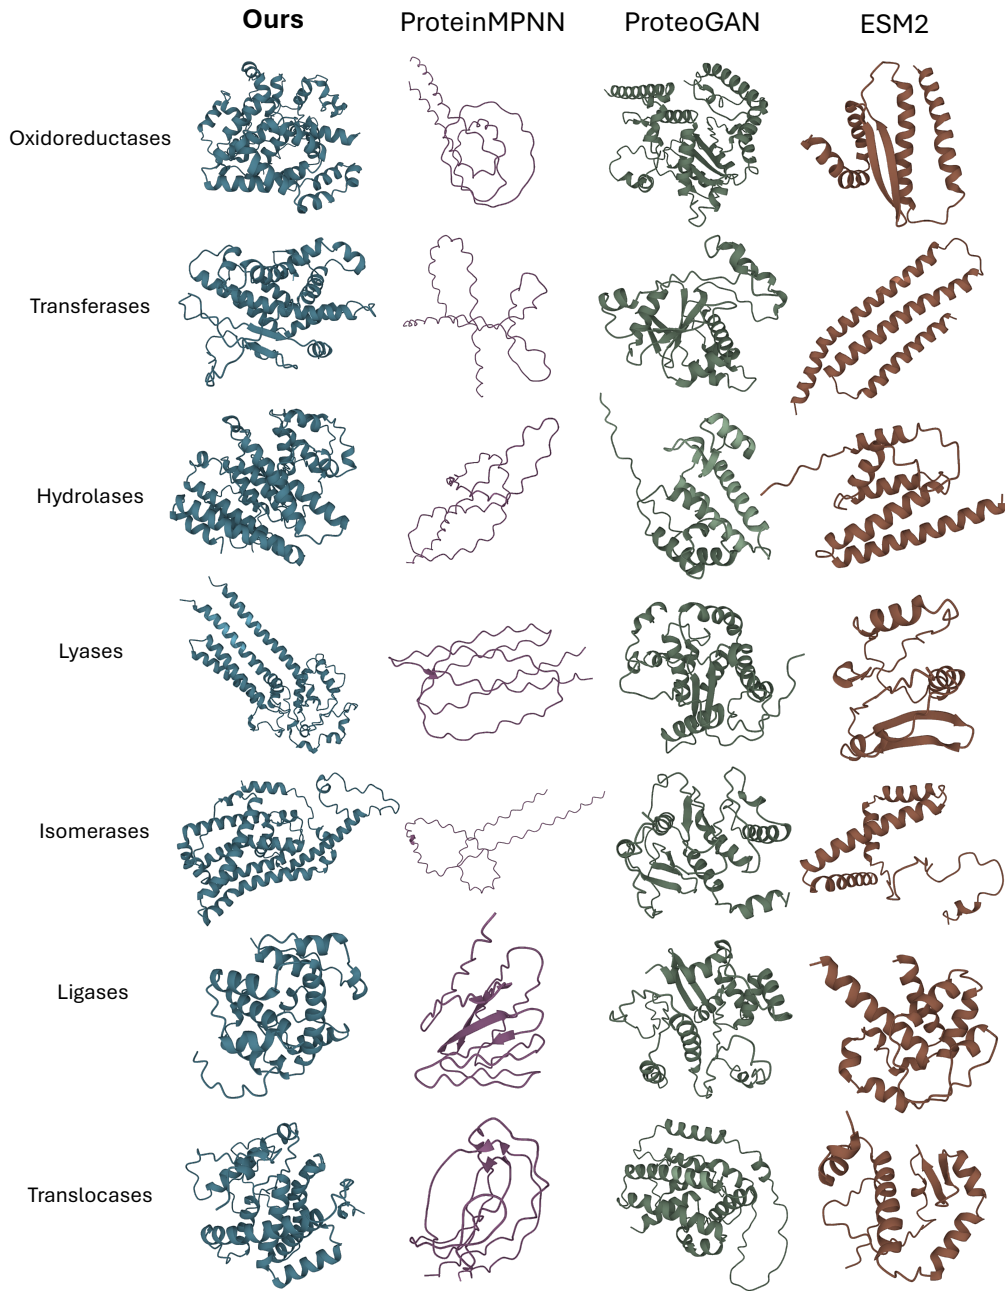 Ours ProteinMPNN ProteoGAN ESM2
Oxidoreductases
Transferases
Hydrolases
Lyases
Isomerases
Ligases
Translocases